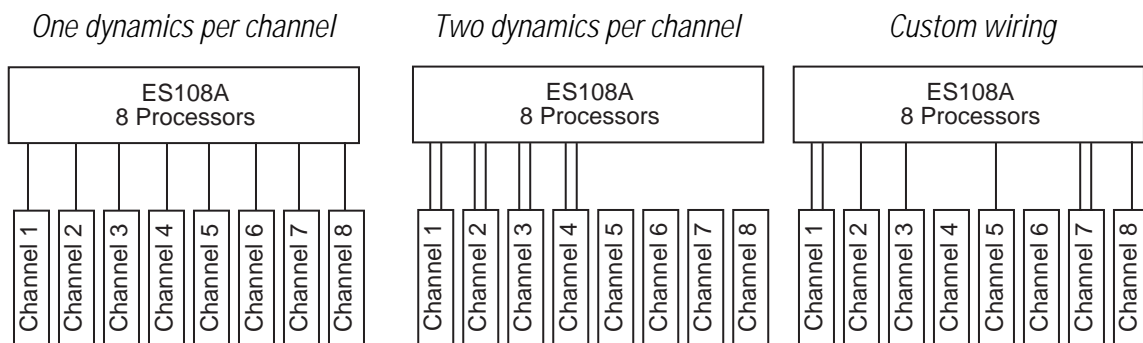 One dynamics per channel
ES108A
8 Processors
Channel 1
Channel 2
Channel 3
Channel 4
Channel 5
Channel 6
Channel 7
Channel 8
Two dynamics per channel
ES108A
8 Processors
Channel 1
Channel 2
Channel 3
Channel 4
Channel 5
Channel 6
Channel 7
Channel 8
Custom wiring
ES108A
8 Processors
Channel 1
Channel 2
Channel 3
Channel 4
Channel 5
Channel 6
Channel 7
Channel 8